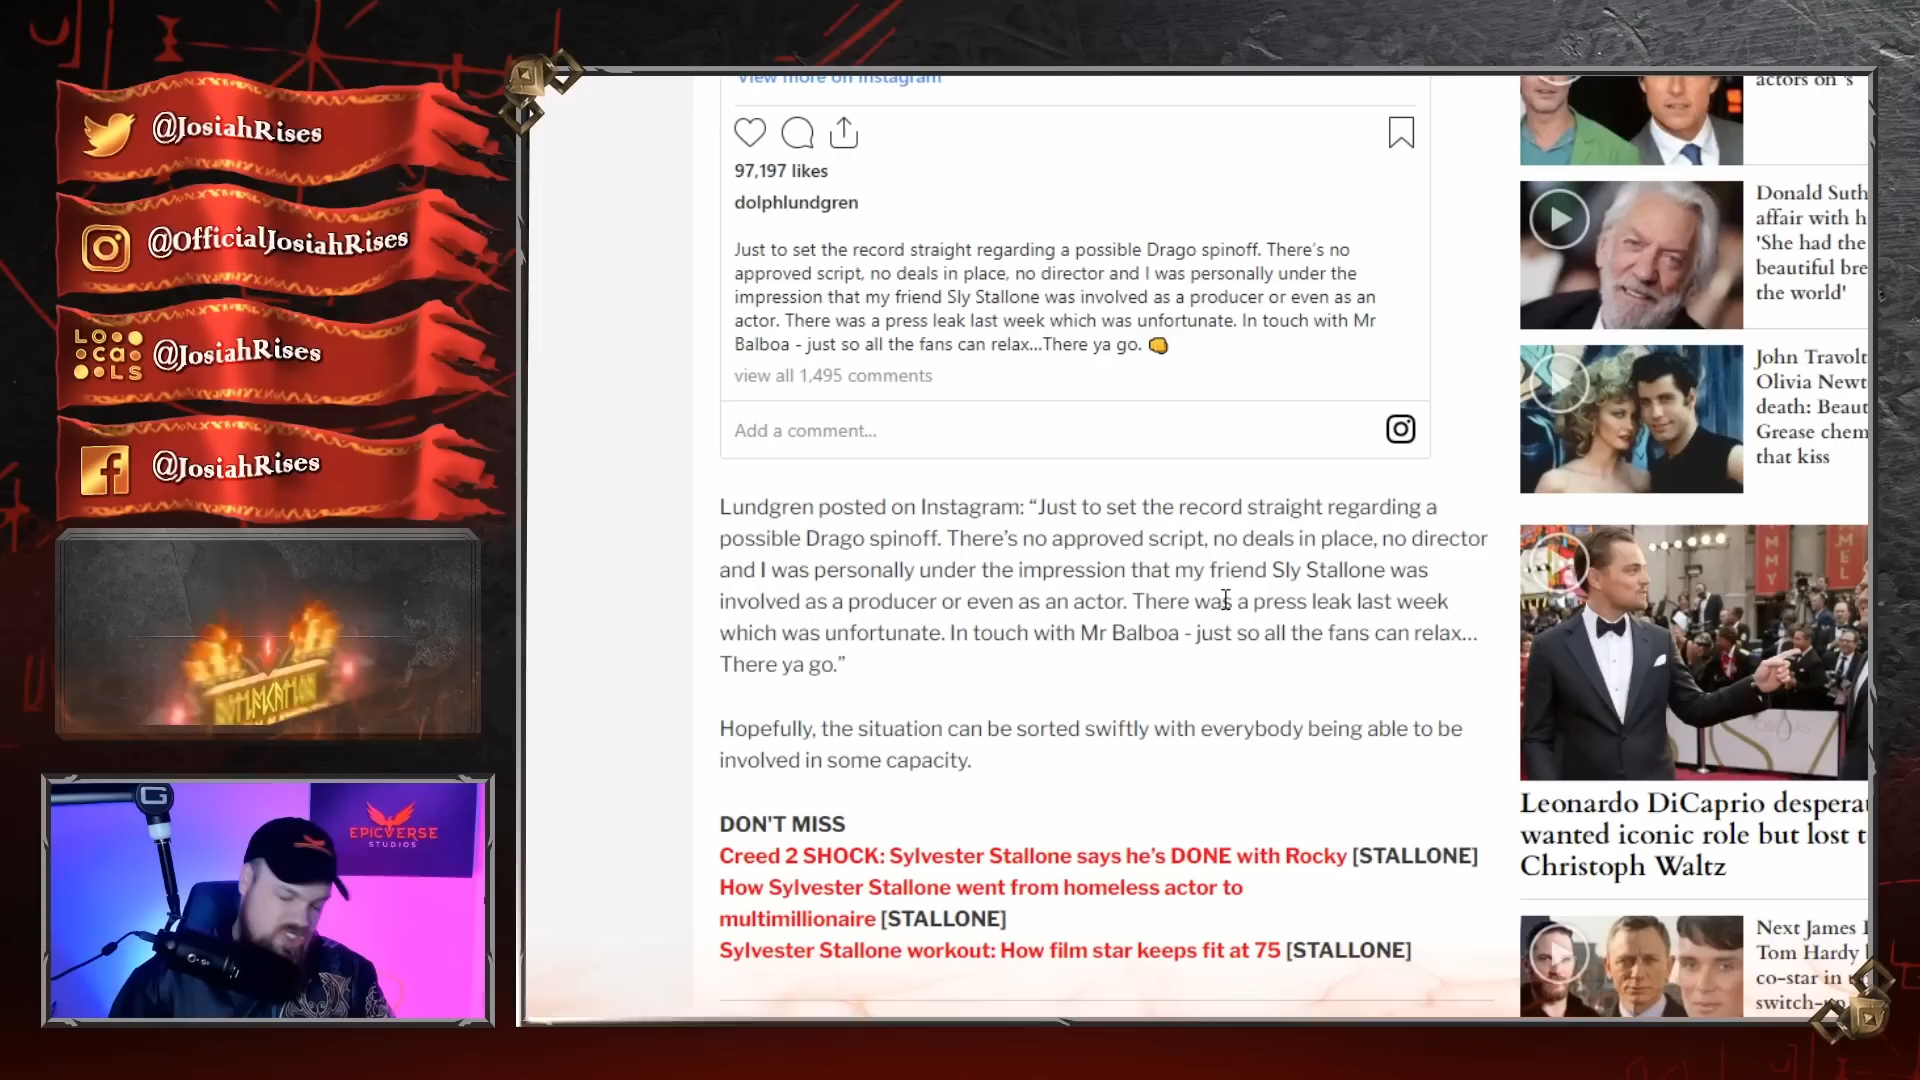 @JosiahRises
@OfficialJosiahRises
LOCALS
@JosiahRises
@JosiahRises
EPICVERSE
STUDIOS
G
View more on Instagram
97,197 likes
dolphlundgren
Just to set the record straight regarding a possible Drago spinoff. There's no
approved script, no deals in place, no director and I was personally under the
impression that my friend Sly Stallone was involved as a producer or even as an
actor. There was a press leak last week which was unfortunate. In touch with Mr
Balboa - just so all the fans can relax...There ya go.
view all 1,495 comments
Add a comment...
Lundgren posted on Instagram: “Just to set the record straight regarding a
possible Drago spinoff. There’s no approved script, no deals in place, no director
and I was personally under the impression that my friend Sly Stallone was
involved as a producer or even as an actor. There was a press leak last week
which was unfortunate. In touch with Mr Balboa - just so all the fans can relax...
There ya go.”
Hopefully, the situation can be sorted swiftly with everybody being able to be
involved in some capacity.
DON'T MISS
Creed 2 SHOCK: Sylvester Stallone says he’s DONE with Rocky [STALLONE]
How Sylvester Stallone went from homeless actor to
multimillionaire [STALLONE]
Sylvester Stallone workout: How film star keeps fit at 75 [STALLONE]
actors on 's
Donald Suth
affair with h
'She had the
beautiful bre
the world'
John Travolt
Olivia Newt
death: Beaut
Grease chem
that kiss
Leonardo DiCaprio despera
wanted iconic role but lost t
Christoph Waltz
Next James
Tom Hardy
co-star in
switch-